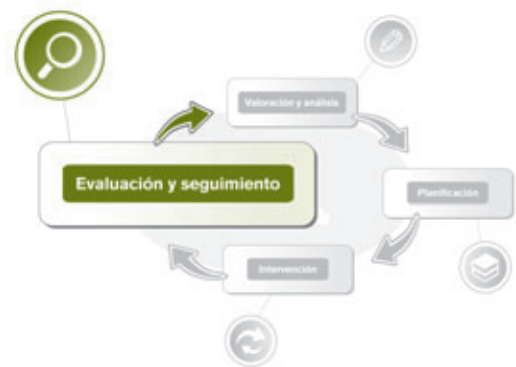 Valoración y análisis
Evaluación y seguimiento
Planificación
Intervención